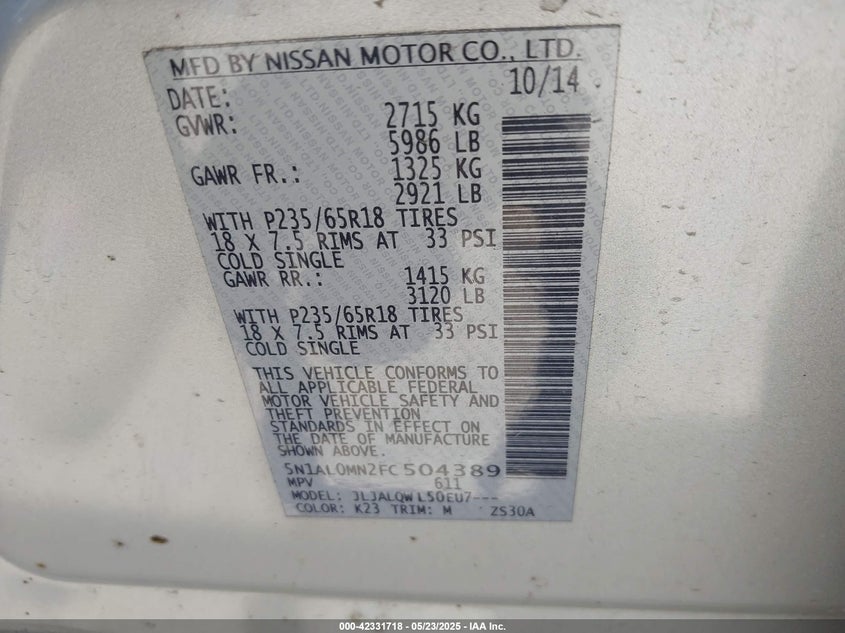 MFD BY NISSAN MOTOR CO., LTD.
DATE: 10/14
GVWR: 2715 KG
5986 LB
GAWR FR.: 1325 KG
2921 LB
WITH P235/65R18 TIRES
18 X 7.5 RIMS AT 33 PSI
COLD SINGLE
GAWR RR.: 1415 KG
3120 LB
WITH P235/65R18 TIRES
18 X 7.5 RIMS AT 33 PSI
COLD SINGLE
THIS VEHICLE CONFORMS TO
ALL APPLICABLE FEDERAL
MOTOR VEHICLE SAFETY AND
THEFT PREVENTION
STANDARDS IN EFFECT ON
THE DATE OF MANUFACTURE
SHOWN ABOVE.
5N1AL0MN2FC504389
MPV 611
MODEL: JLJALQWL50EU7---
COLOR: K23 TRIM: M ZS30A
000-42331718 - 05/23/2025 - IAA Inc.